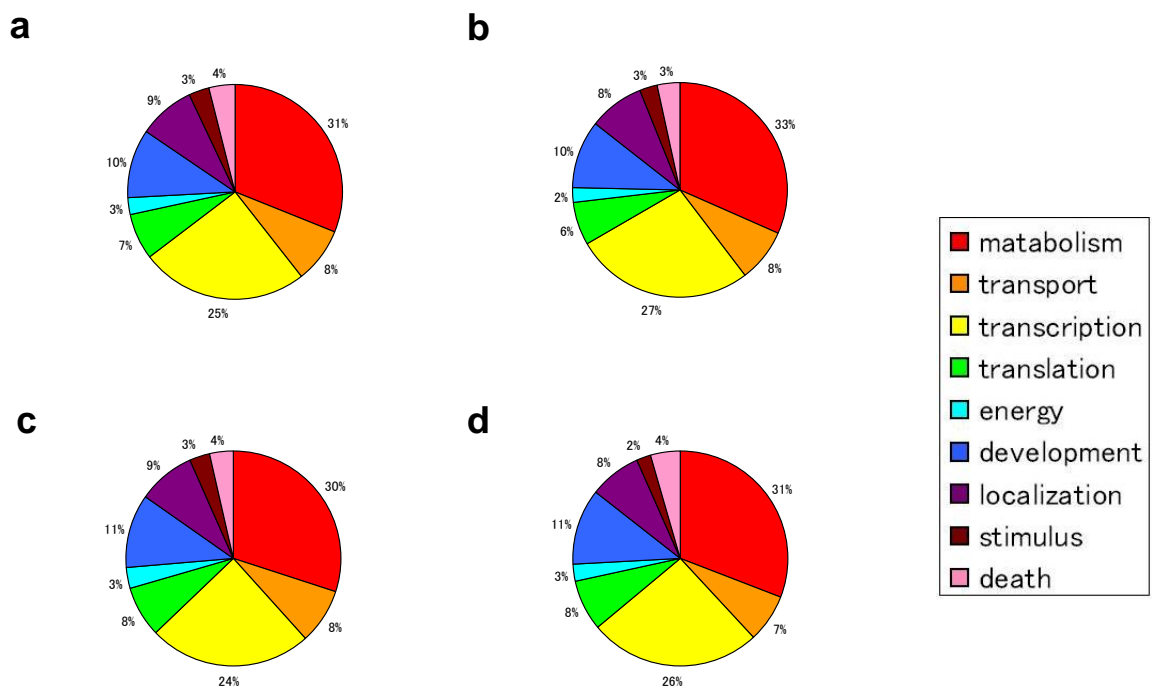 a
b
3%
4%
9%
31%
10%
3%
7%
8%
25%
3%
3%
8%
33%
10%
2%
6%
8%
27%
matabolism
transport
transcription
translation
energy
development
localization
stimulus
death
c
d
3%
4%
9%
30%
11%
3%
8%
8%
24%
2%
4%
8%
31%
11%
3%
8%
7%
26%